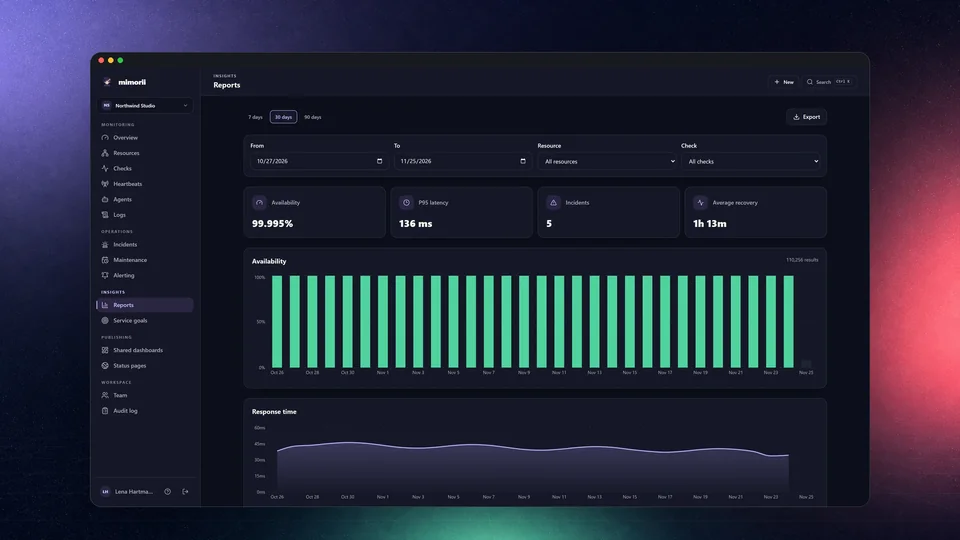 mimorii
NS Northwind Studio
MONITORING
Overview
Resources
Checks
Heartbeats
Agents
Logs
OPERATIONS
Incidents
Maintenance
Alerting
INSIGHTS
Reports
Service goals
PUBLISHING
Shared dashboards
Status pages
WORKSPACE
Team
Audit log
LH Lena Hartma...
INSIGHTS
Reports
+ New
Search Ctrl K
7 days 30 days 90 days
Export
From To Resource Check
10/27/2026 11/25/2026 All resources All checks
Availability
99.995%
P95 latency
136 ms
Incidents
5
Average recovery
1h 13m
Availability
110,256 results
100%
50%
0%
Oct 26 Oct 28 Oct 30 Nov 1 Nov 3 Nov 5 Nov 7 Nov 9 Nov 11 Nov 13 Nov 15 Nov 17 Nov 19 Nov 21 Nov 23 Nov 25
Response time
60ms
45ms
30ms
15ms
0ms
Oct 26 Oct 28 Oct 30 Nov 1 Nov 3 Nov 5 Nov 7 Nov 9 Nov 11 Nov 13 Nov 15 Nov 17 Nov 19 Nov 21 Nov 23 Nov 25